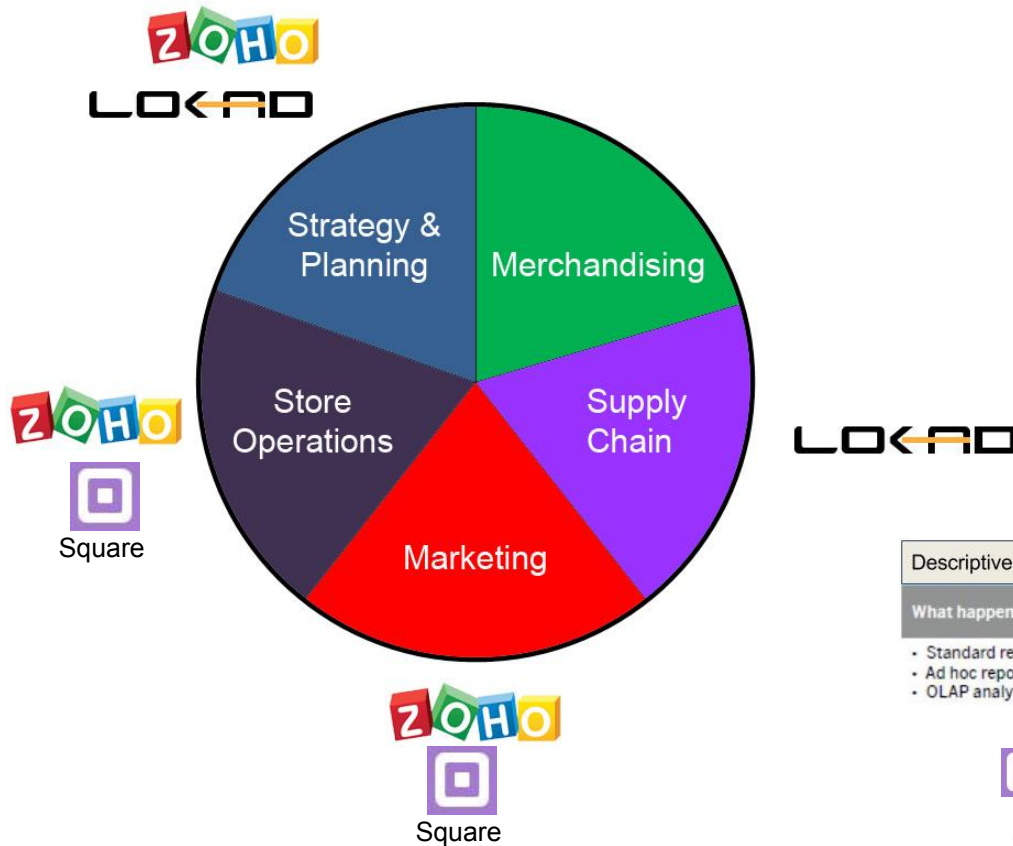 ZOHO
LOKAD
Strategy &
Planning
Merchandising
ZOHO
Square
Store
Operations
Supply
Chain
LOKAD
Marketing
ZOHO
Square
Descriptive
What happen
• Standard re
• Ad hoc repo
• OLAP analy